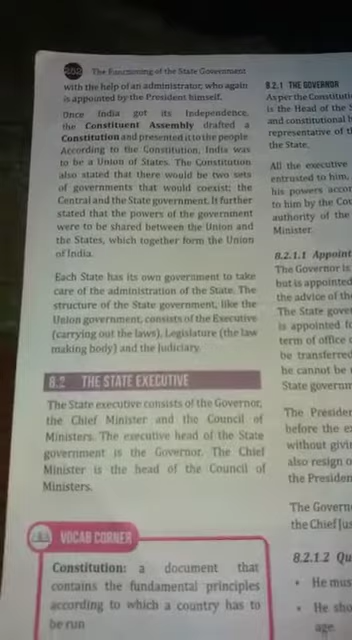 The Functioning of the State Government
with the help of an administrator, who again
is appointed by the President himself.
Once India got its Independence,
the Constituent Assembly drafted a
Constitution and presented it to the people.
According to the Constitution, India was
to be a Union of States. The Constitution
also stated that there would be two sets
of governments that would coexist; the
Central and the State government. It further
stated that the powers of the government
were to be shared between the Union and
the States, which together form the Union
of India.
Each State has its own government to take
care of the administration of the State. The
structure of the State government, like the
Union government, consists of the Executive
(carrying out the laws), Legislature (the law
making body) and the Judiciary.
8.2 THE STATE EXECUTIVE
The State executive consists of the Governor,
the Chief Minister and the Council of
Ministers. The executive head of the State
government is the Governor. The Chief
Minister is the head of the Council of
Ministers.
VOCAB CORNER
Constitution: a document that
contains the fundamental principles
according to which a country has to
be run
8.2.1 THE GOVERNOR
As per the
is the Head of the
and constitutional
representative of
the State.
All the executive
entrusted to him,
his powers
to him by the
authority of the
Minister.
8.2.1.1
The Governor is
but is appointed
the advice of
The State
is appointed
term of office
be transferred
he cannot be
State
The
before the
without
also resign
the
The
the Chief
8.2.1.2
• He
• He
age